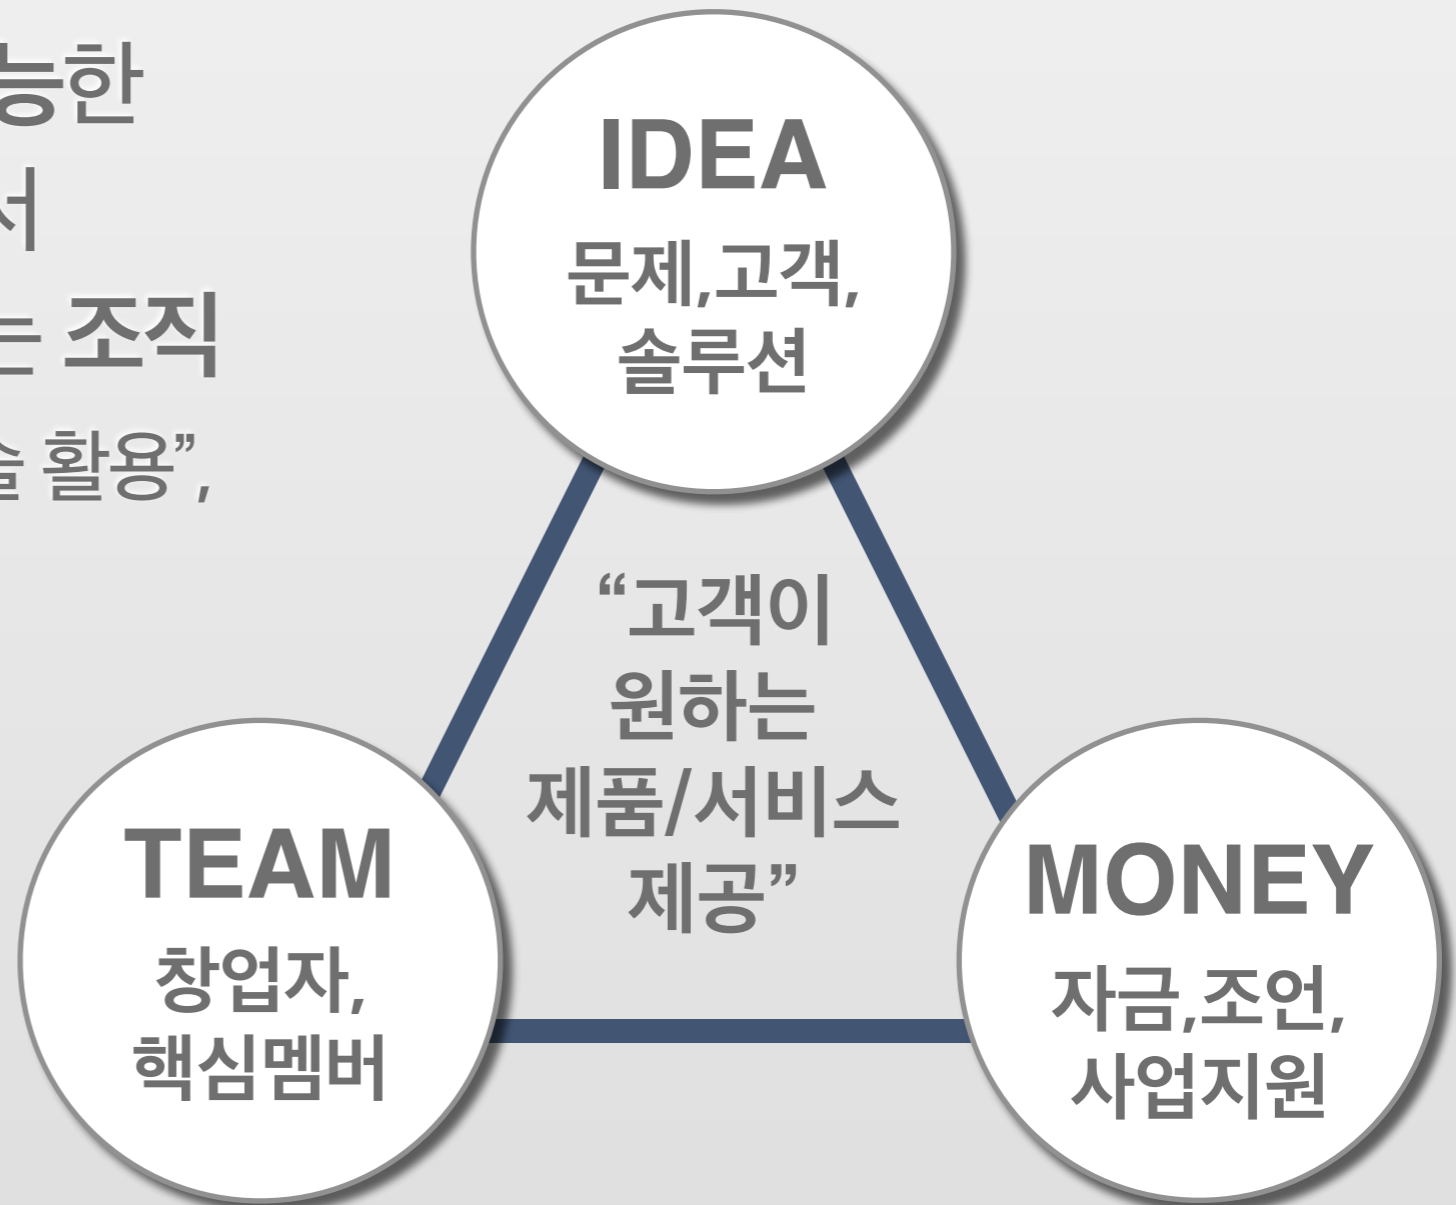 능한
서
는 조직
술 활용”,
IDEA
문제,고객,
솔루션
“고객이
원하는
제품/서비스
제공”
TEAM
창업자,
핵심멤버
MONEY
자금,조언,
사업지원